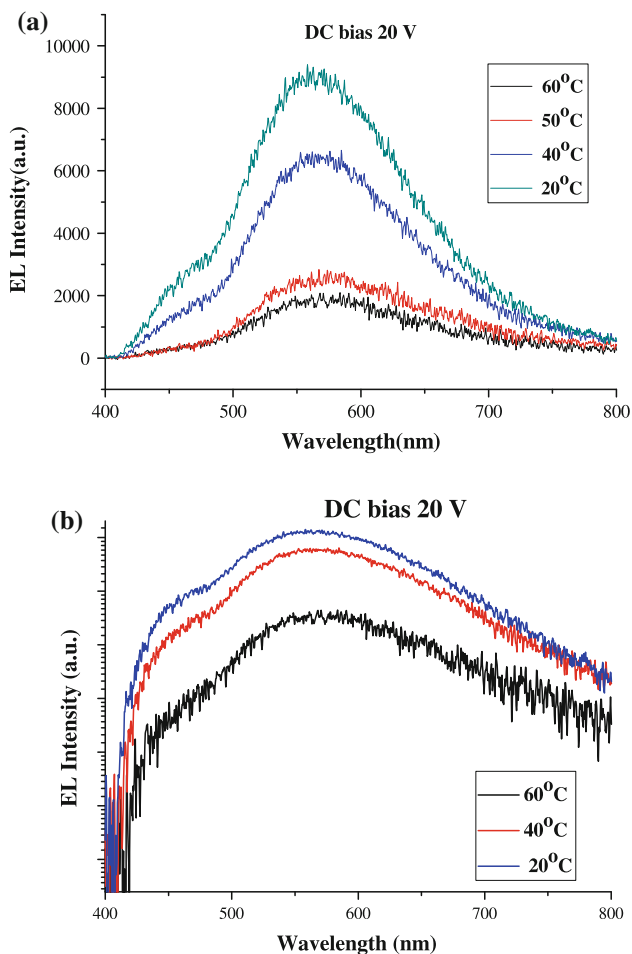 (a)
DC bias 20 V
10000
8000
6000
4000
2000
0
EL Intensity(a.u.)
60°C
50°C
40°C
20°C
400 500 600 700 800
Wavelength(nm)
(b)
DC bias 20 V
EL Intensity (a.u.)
60°C
40°C
20°C
400 500 600 700 800
Wavelength (nm)